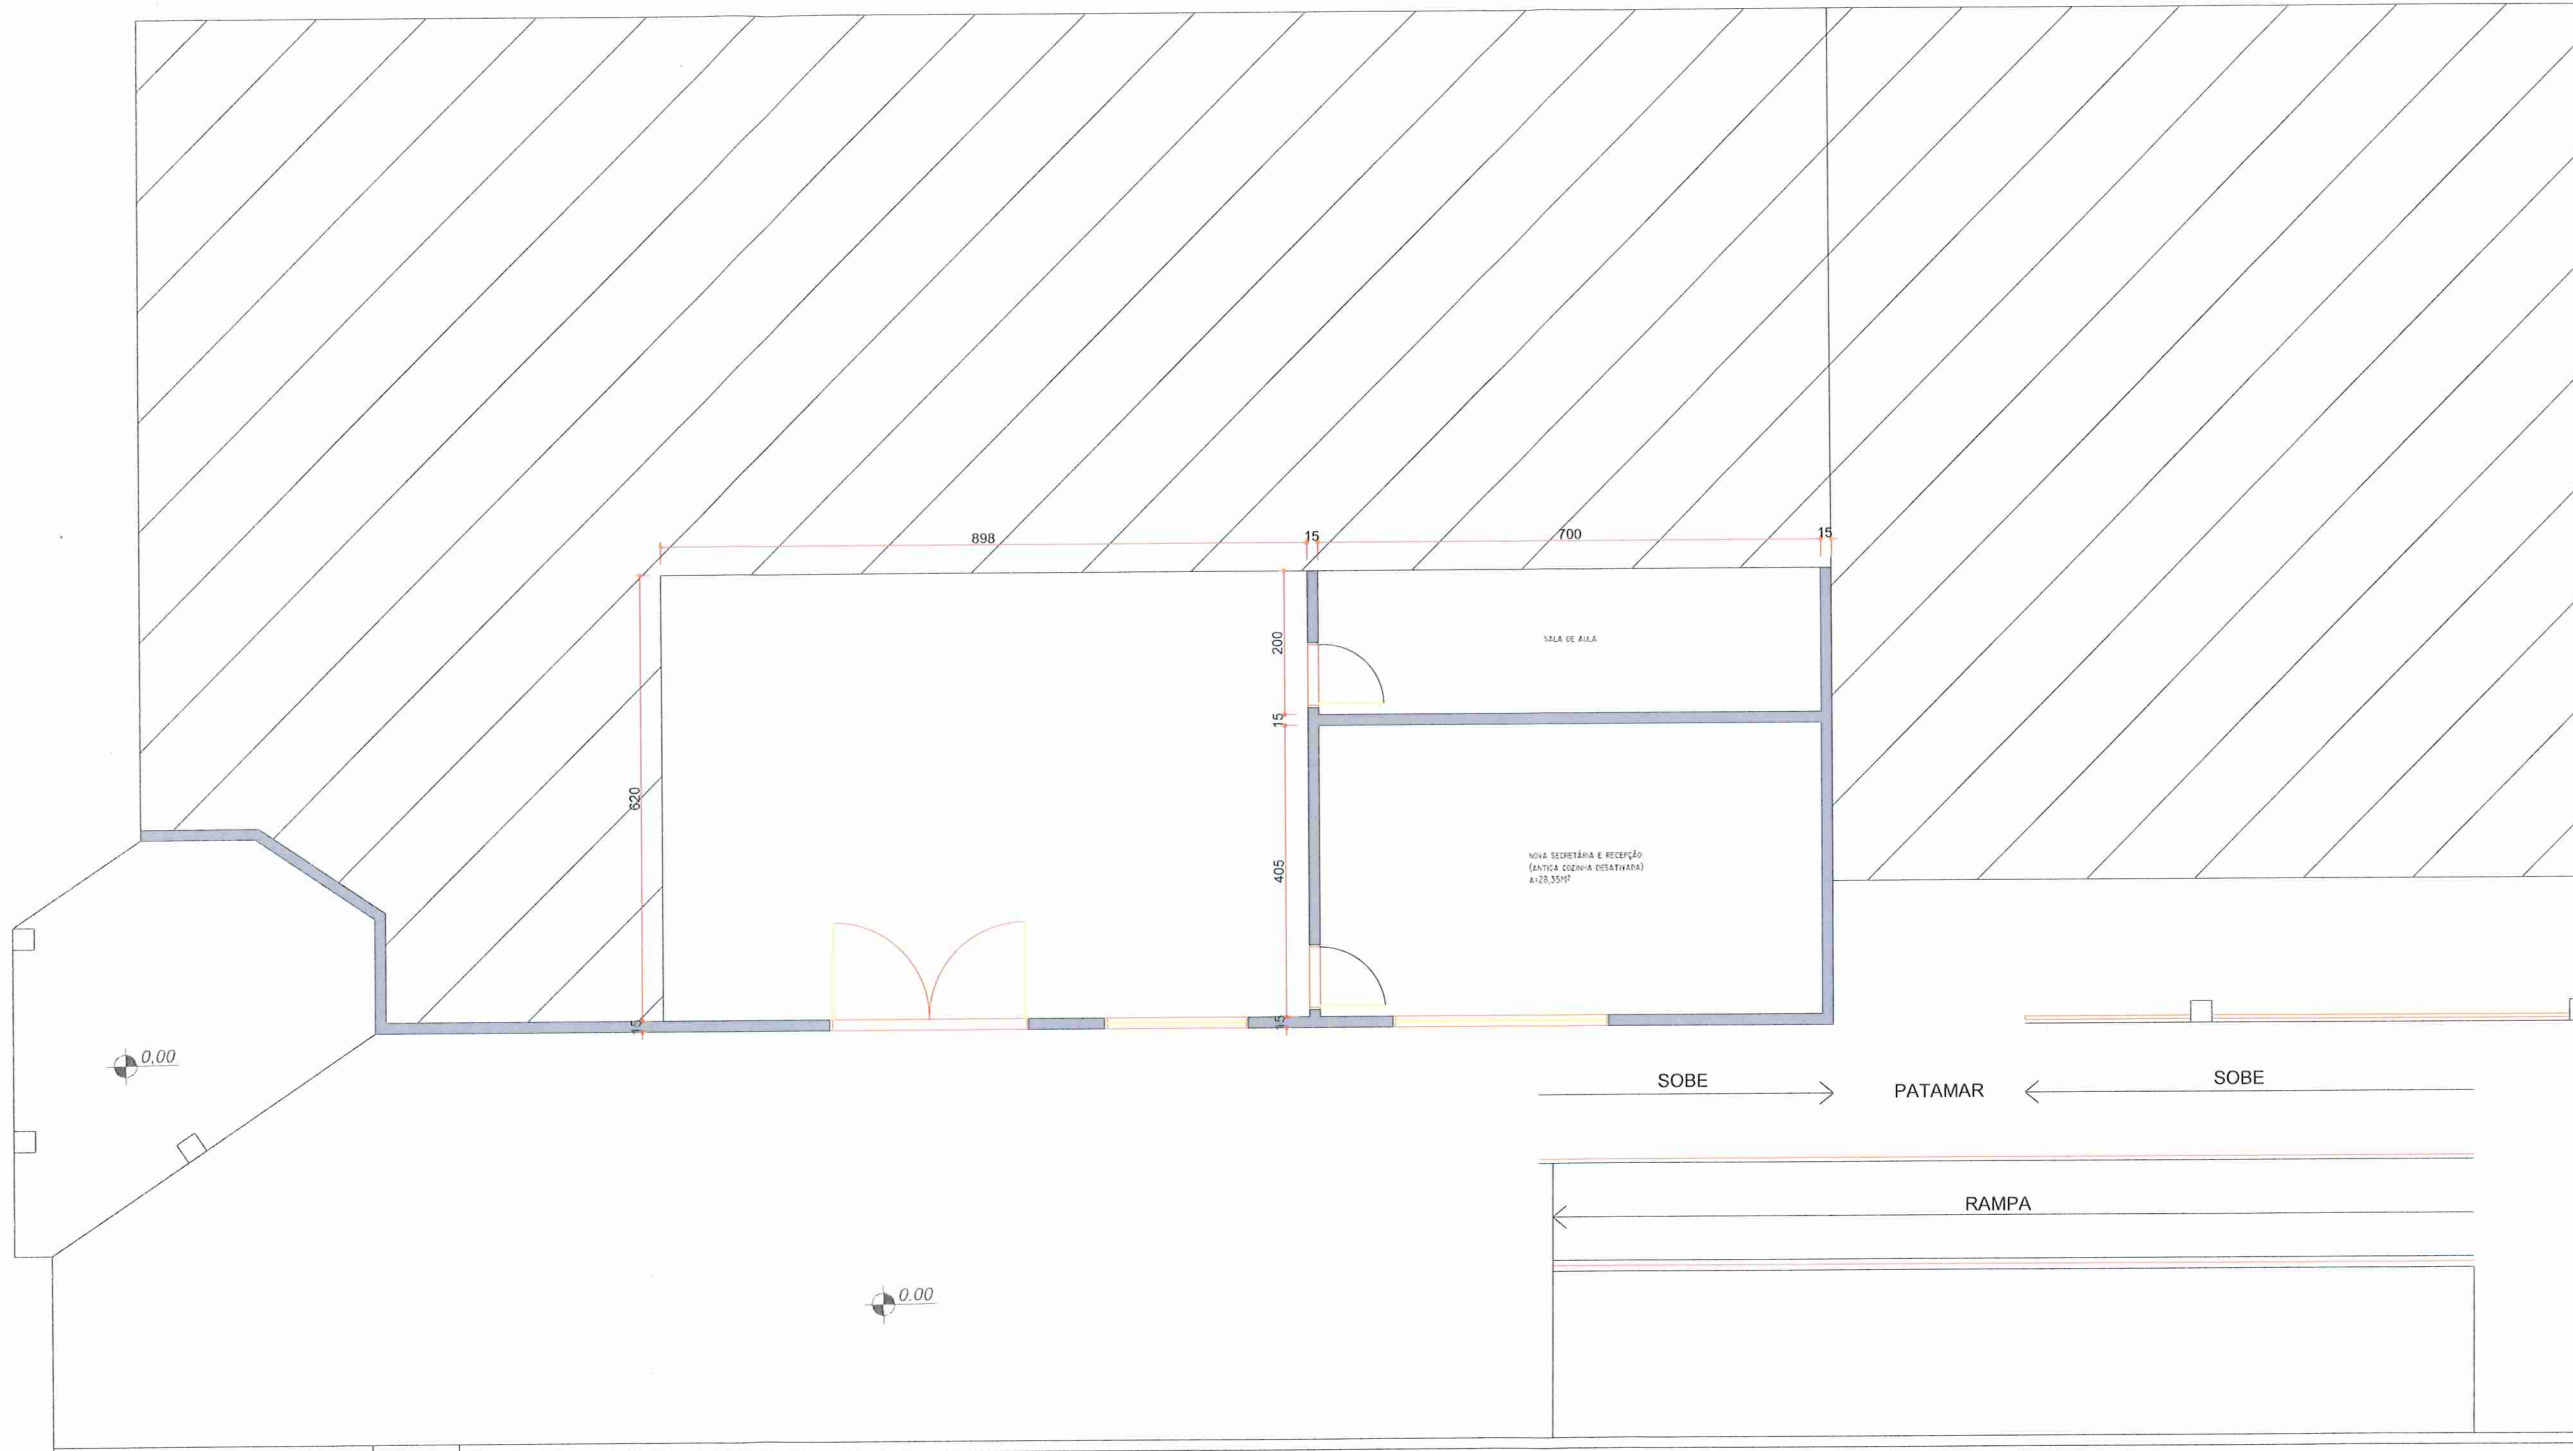 898
15
700
15
200
SALA DE AULA
15
620
405
NOVA SECRETÁRIA E RECEPÇÃO
(ANTIGA COZINHA DESATIVADA)
A=28,35M²
15
15
0,00
SOBE
PATAMAR
SOBE
RAMPA
0.00